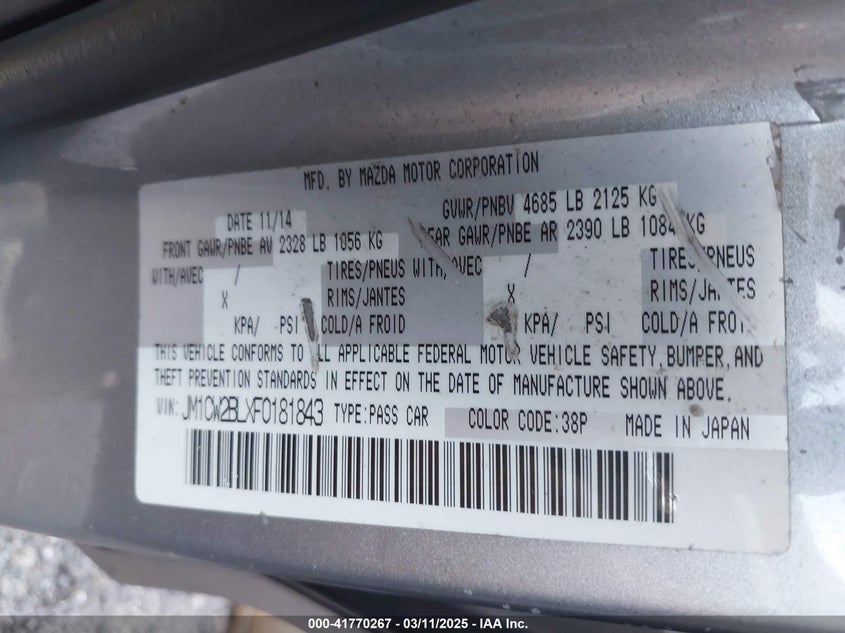 MFD. BY MAZDA MOTOR CORPORATION
DATE 11/14 GVWR/PNBV 4685 LB 2125 KG
FRONT GAWR/PNBE AV 2328 LB 1056 KG GAWR/PNBE AR 2390 LB 1084 KG
WITH/AVEC / TIRES/PNEUS WITH/AVEC / TIRES/PNEUS
X RIMS/JANTES X RIMS/JANTES
KPA/ PSI COLD/A FROID KPA/ PSI COLD/A FROID
THIS VEHICLE CONFORMS TO ALL APPLICABLE FEDERAL MOTOR VEHICLE SAFETY, BUMPER, AND
THEFT PREVENTION STANDARDS IN EFFECT ON THE DATE OF MANUFACTURE SHOWN ABOVE.
VIN: JM1CW2BLXF0181843 TYPE:PASS CAR COLOR CODE:38P MADE IN JAPAN
000-41770267 - 03/11/2025 - IAA Inc.